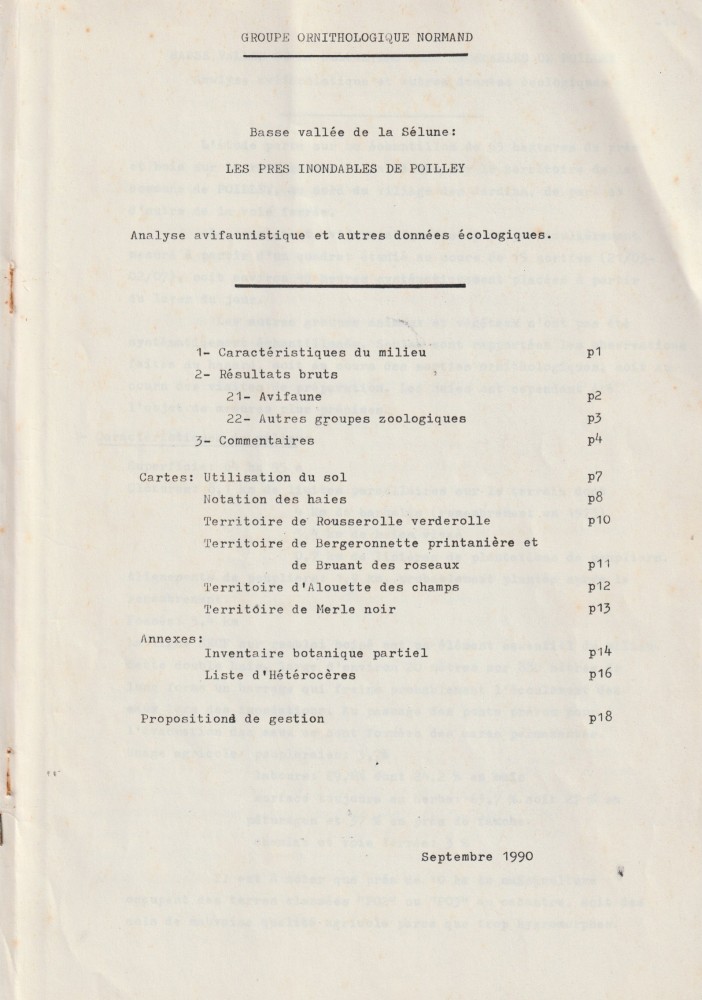 GROUPE ORNITHOLOGIQUE NORMAND
Basse vallée de la Sélune:
LES PRES INONDABLES DE POILLEY
Analyse avifaunistique et autres données écologiques.
1- Caractéristiques du milieu p1
2- Résultats bruts
21- Avifaune p2
22- Autres groupes zoologiques p3
3- Commentaires p4
Cartes: Utilisation du sol p7
Notation des haies p8
Territoire de Rousserolle verderolle p10
Territoire de Bergeronnette printanière et
de Bruant des roseaux p11
Territoire d'Alouette des champs p12
Territoire de Merle noir p13
Annexes:
Inventaire botanique partiel p14
Liste d'Hétérocères p16
Propositiond de gestion p18
Septembre 1990